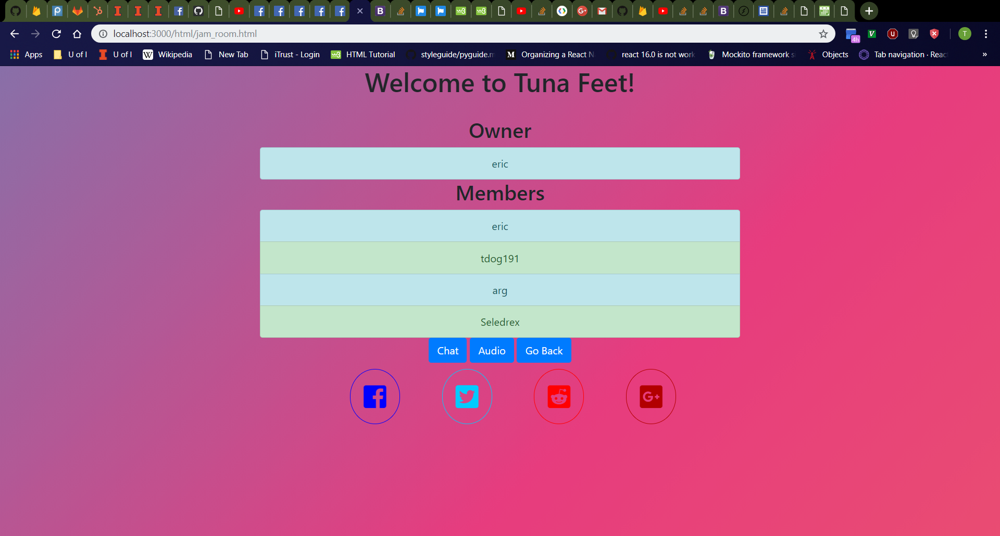 localhost:3000/html/jam_room.html
4h
T
Apps
U of I
U of I
Wikipedia
New Tab
iTrust - Login
HTML Tutorial
styleguide/pyguide.m
Organizing a React N
react 16.0 is not work
Mockito framework s
Objects
Tab navigation · Reac
»
Welcome to Tuna Feet!
Owner
eric
Members
eric
tdog191
arg
Seledrex
Chat
Audio
Go Back
G+